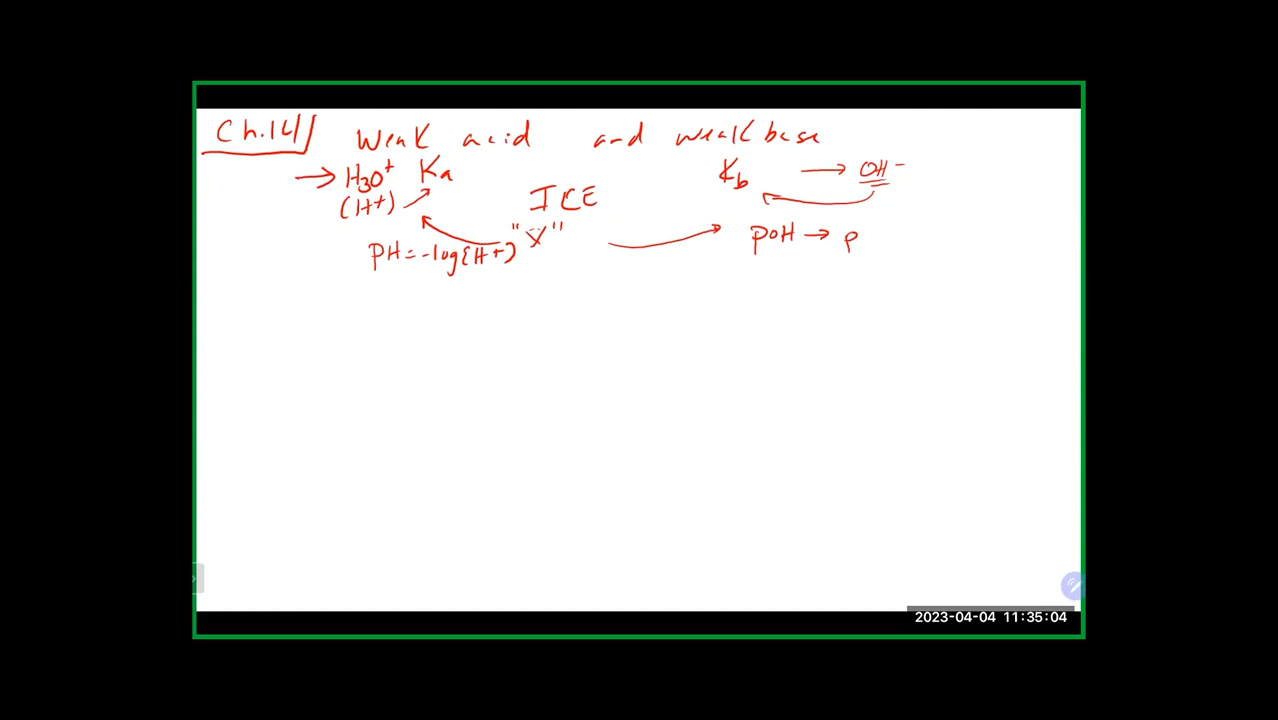 Ch.14 Weak acid and weak base
→ H3O+ Ka Kb → OH-
(H+) ICE
pH = -log[H+) "X" pOH → p
2023-04-04 11:35:04